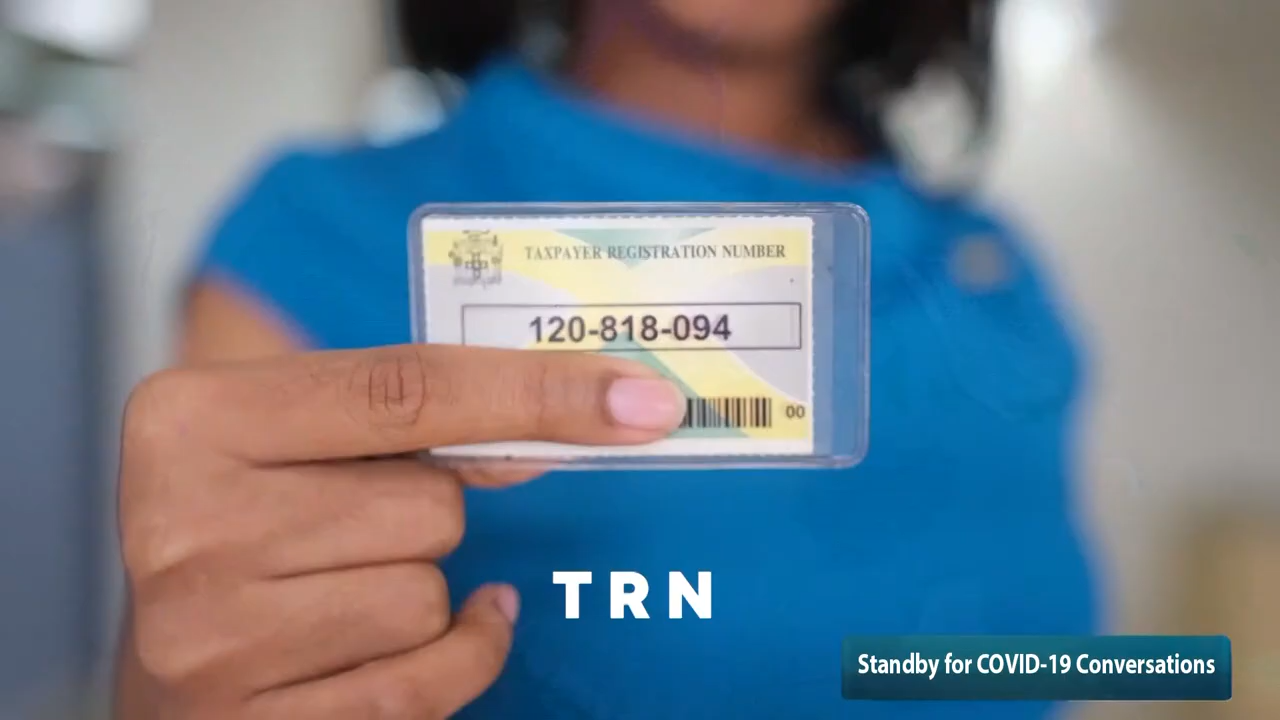 TAXPAYER REGISTRATION NUMBER
120-818-094
00
TRN
Standby for COVID-19 Conversations